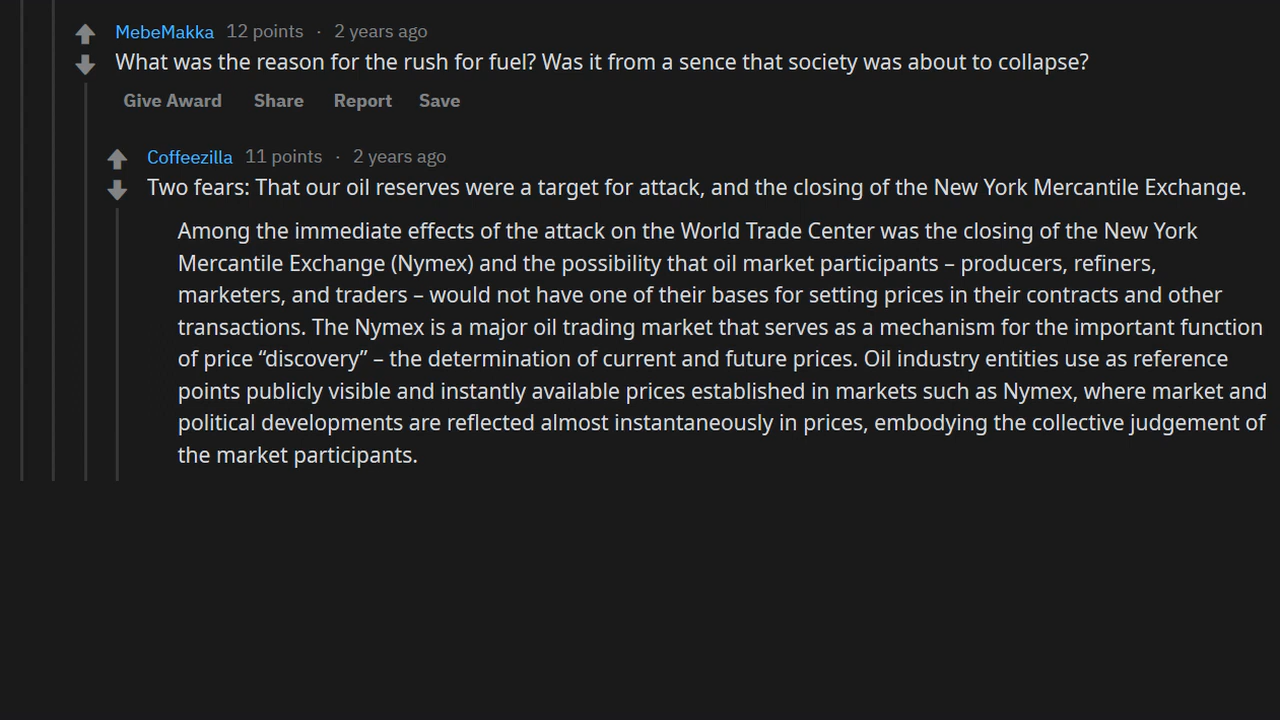 MebeMakka 12 points · 2 years ago
What was the reason for the rush for fuel? Was it from a sence that society was about to collapse?
Give Award Share Report Save
Coffeezilla 11 points · 2 years ago
Two fears: That our oil reserves were a target for attack, and the closing of the New York Mercantile Exchange.
Among the immediate effects of the attack on the World Trade Center was the closing of the New York
Mercantile Exchange (Nymex) and the possibility that oil market participants – producers, refiners,
marketers, and traders – would not have one of their bases for setting prices in their contracts and other
transactions. The Nymex is a major oil trading market that serves as a mechanism for the important function
of price “discovery” – the determination of current and future prices. Oil industry entities use as reference
points publicly visible and instantly available prices established in markets such as Nymex, where market and
political developments are reflected almost instantaneously in prices, embodying the collective judgement of
the market participants.